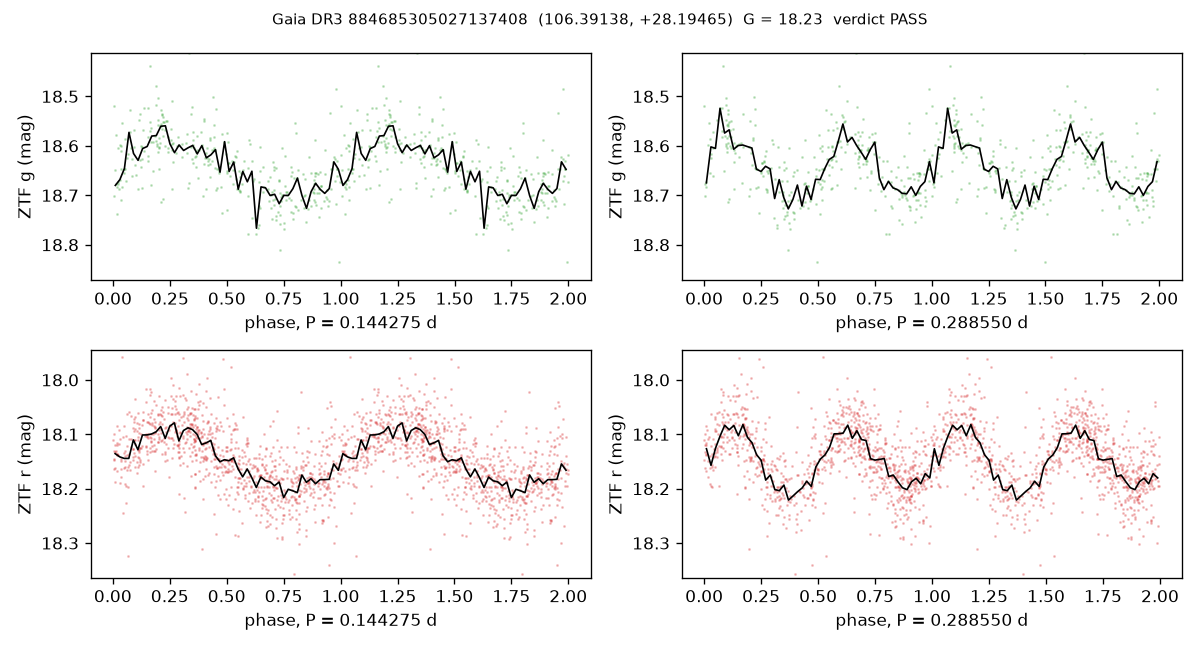 Gaia DR3 884685305027137408 (106.39138, +28.19465) G = 18.23 verdict PASS
ZTF g (mag)
18.5
18.6
18.7
18.8
0.00 0.25 0.50 0.75 1.00 1.25 1.50 1.75 2.00
phase, P = 0.144275 d
ZTF g (mag)
18.5
18.6
18.7
18.8
0.00 0.25 0.50 0.75 1.00 1.25 1.50 1.75 2.00
phase, P = 0.288550 d
ZTF r (mag)
18.0
18.1
18.2
18.3
0.00 0.25 0.50 0.75 1.00 1.25 1.50 1.75 2.00
phase, P = 0.144275 d
ZTF r (mag)
18.0
18.1
18.2
18.3
0.00 0.25 0.50 0.75 1.00 1.25 1.50 1.75 2.00
phase, P = 0.288550 d